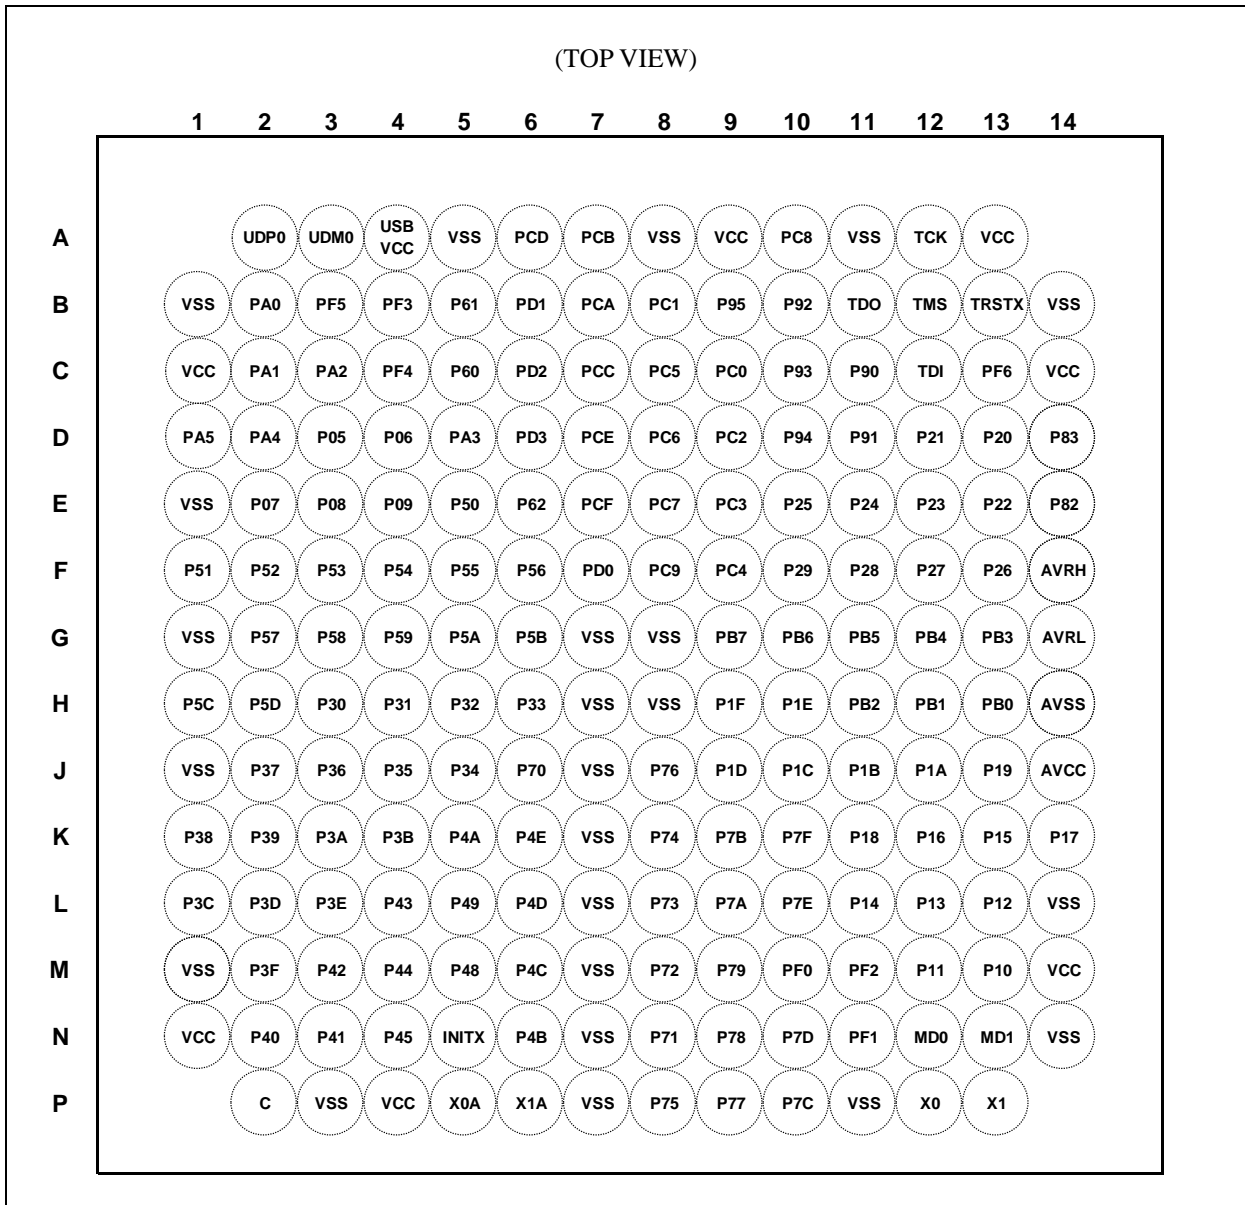 (TOP VIEW)
1 2 3 4 5 6 7 8 9 10 11 12 13 14
A UDP0 UDM0 USB VCC VSS PCD PCB VSS VCC PC8 VSS TCK VCC
B VSS PA0 PF5 PF3 P61 PD1 PCA PC1 P95 P92 TDO TMS TRSTX VSS
C VCC PA1 PA2 PF4 P60 PD2 PCC PC5 PC0 P93 P90 TDI PF6 VCC
D PA5 PA4 P05 P06 PA3 PD3 PCE PC6 PC2 P94 P91 P21 P20 P83
E VSS P07 P08 P09 P50 P62 PCF PC7 PC3 P25 P24 P23 P22 P82
F P51 P52 P53 P54 P55 P56 PD0 PC9 PC4 P29 P28 P27 P26 AVRH
G VSS P57 P58 P59 P5A P5B VSS VSS PB7 PB6 PB5 PB4 PB3 AVRL
H P5C P5D P30 P31 P32 P33 VSS VSS P1F P1E PB2 PB1 PB0 AVSS
J VSS P37 P36 P35 P34 P70 VSS P76 P1D P1C P1B P1A P19 AVCC
K P38 P39 P3A P3B P4A P4E VSS P74 P7B P7F P18 P16 P15 P17
L P3C P3D P3E P43 P49 P4D VSS P73 P7A P7E P14 P13 P12 VSS
M VSS P3F P42 P44 P48 P4C VSS P72 P79 PF0 PF2 P11 P10 VCC
N VCC P40 P41 P45 INITX P4B VSS P71 P78 P7D PF1 MD0 MD1 VSS
P C VSS VCC X0A X1A VSS P75 P77 P7C VSS X0 X1